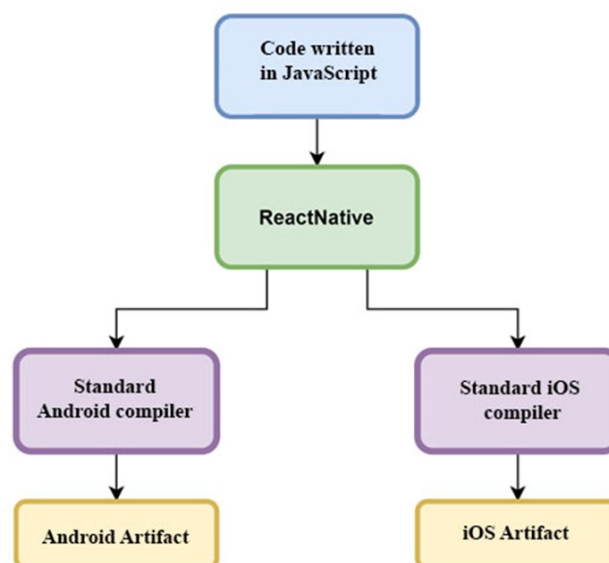 Code written
in JavaScript
ReactNative
Standard
Android compiler
Standard iOS
compiler
Android Artifact
iOS Artifact